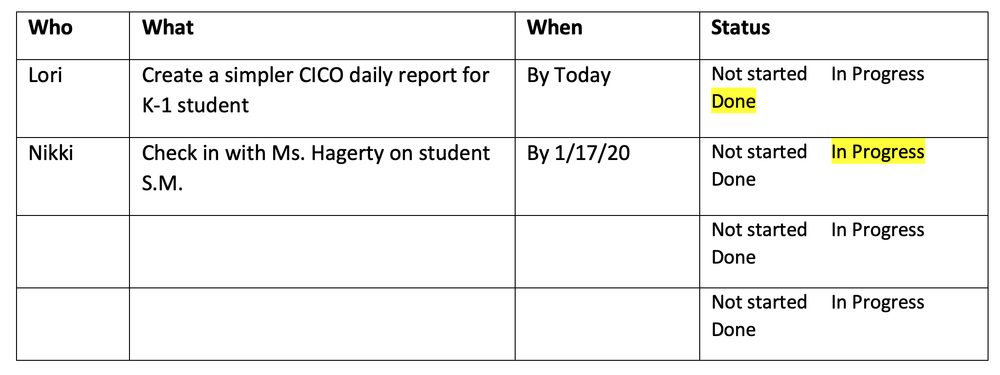 Who What When Status
Lori Create a simpler CICO daily report for By Today Not started In Progress
K-1 student Done
Nikki Check in with Ms. Hagerty on student By 1/17/20 Not started In Progress
S.M. Done
Not started In Progress
Done
Not started In Progress
Done